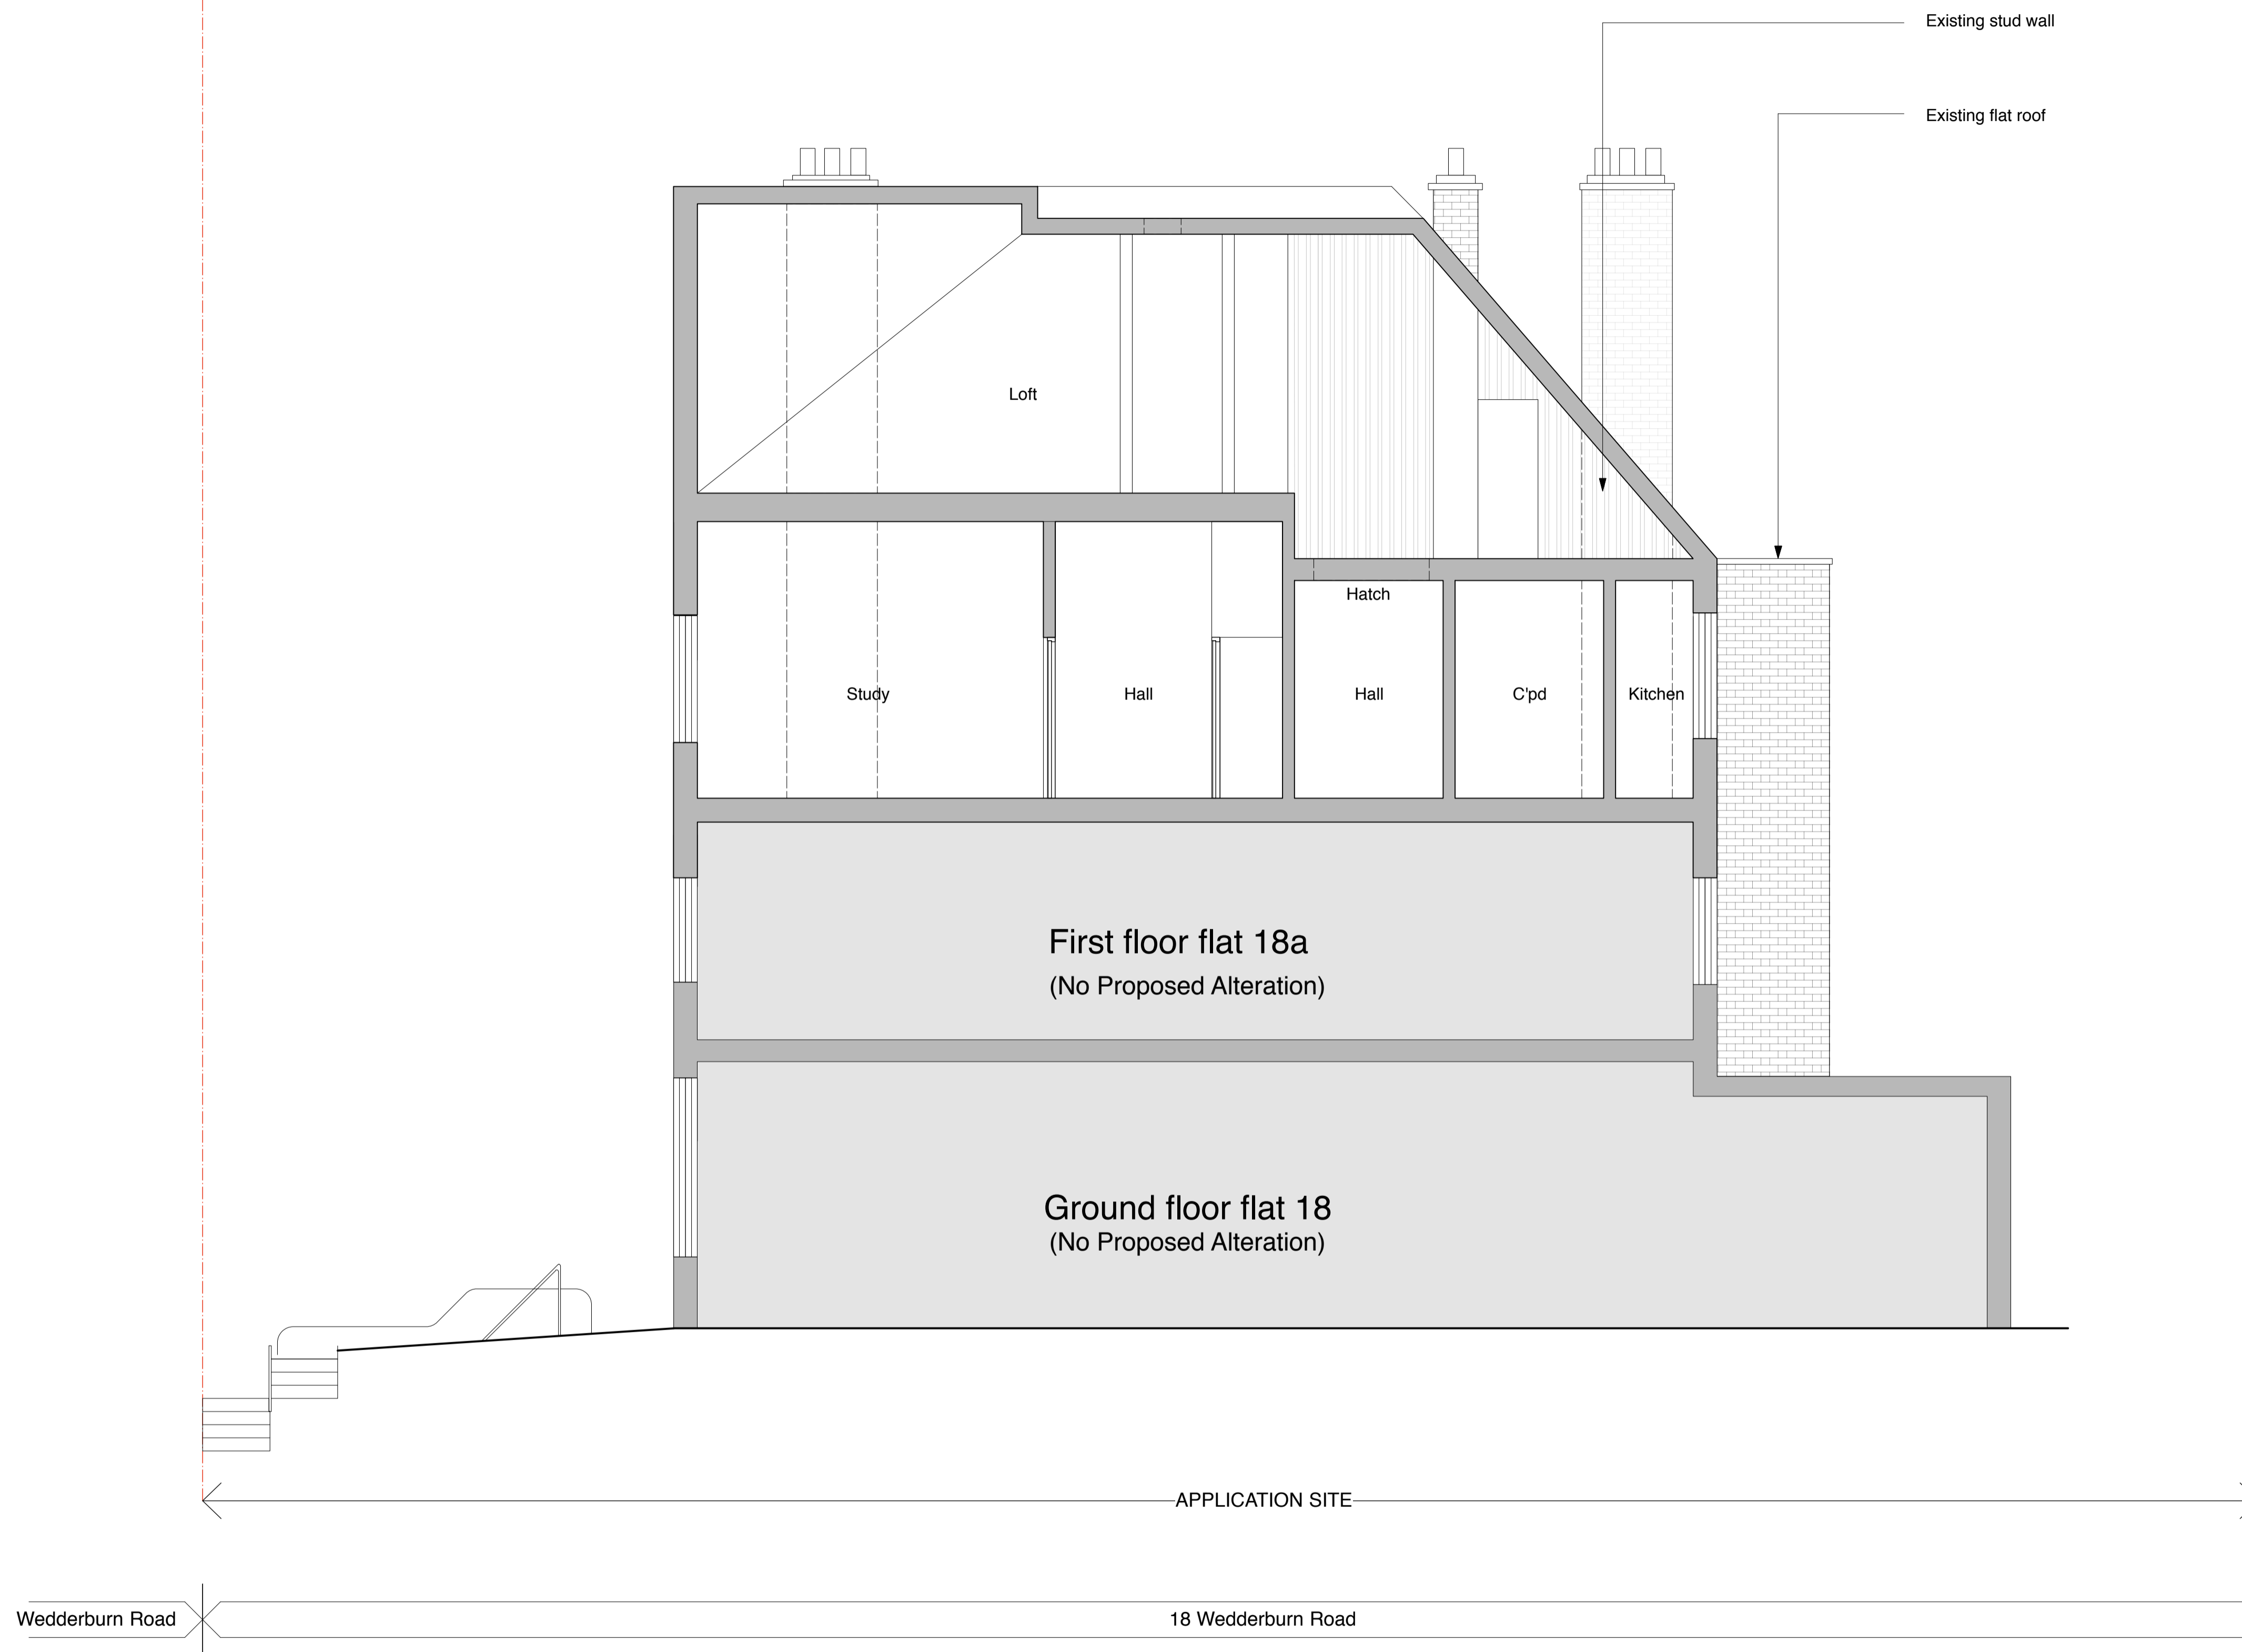 Existing stud wall
Existing flat roof
Loft
Hatch
Study
Hall
Hall
C'pd
Kitchen
First floor flat 18a
(No Proposed Alteration)
Ground floor flat 18
(No Proposed Alteration)
APPLICATION SITE
Wedderburn Road
18 Wedderburn Road